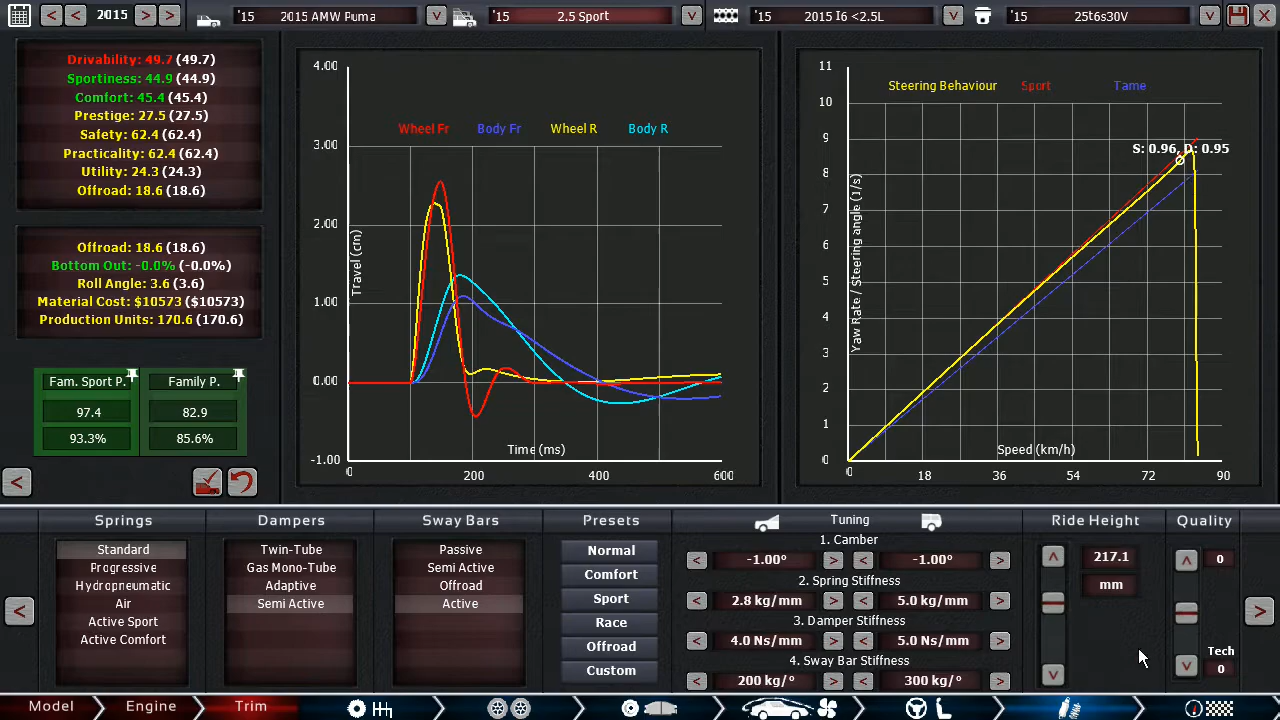 2015 '15 2015 AMW Puma '15 2.5 Sport '15 2015 I6 <2.5L '15 25t6s30V
Drivability: 49.7 (49.7)
Sportiness: 44.9 (44.9)
Comfort: 45.4 (45.4)
Prestige: 27.5 (27.5)
Safety: 62.4 (62.4)
Practicality: 62.4 (62.4)
Utility: 24.3 (24.3)
Offroad: 18.6 (18.6)
Offroad: 18.6 (18.6)
Bottom Out: -0.0% (-0.0%)
Roll Angle: 3.6 (3.6)
Material Cost: $10573 ($10573)
Production Units: 170.6 (170.6)
Fam. Sport P. Family P.
97.4 82.9
93.3% 85.6%
4.00
3.00
2.00
1.00
0.00
-1.00
Wheel Fr Body Fr Wheel R Body R
Travel (cm)
Time (ms)
0 200 400 600
11
10
9
8
7
6
5
4
3
2
1
0
Steering Behaviour Sport Tame
S: 0.96, D: 0.95
Yaw Rate / Steering angle (1/s)
Speed (km/h)
0 18 36 54 72 90
Springs
Standard
Progressive
Hydropneumatic
Air
Active Sport
Active Comfort
Dampers
Twin-Tube
Gas Mono-Tube
Adaptive
Semi Active
Sway Bars
Passive
Semi Active
Offroad
Active
Presets
Normal
Comfort
Sport
Race
Offroad
Custom
Tuning
1. Camber
-1.00° -1.00°
2. Spring Stiffness
2.8 kg/mm 5.0 kg/mm
3. Damper Stiffness
4.0 Ns/mm 5.0 Ns/mm
4. Sway Bar Stiffness
200 kg/° 300 kg/°
Ride Height
217.1
mm
Quality
0
Tech
0
Model Engine Trim